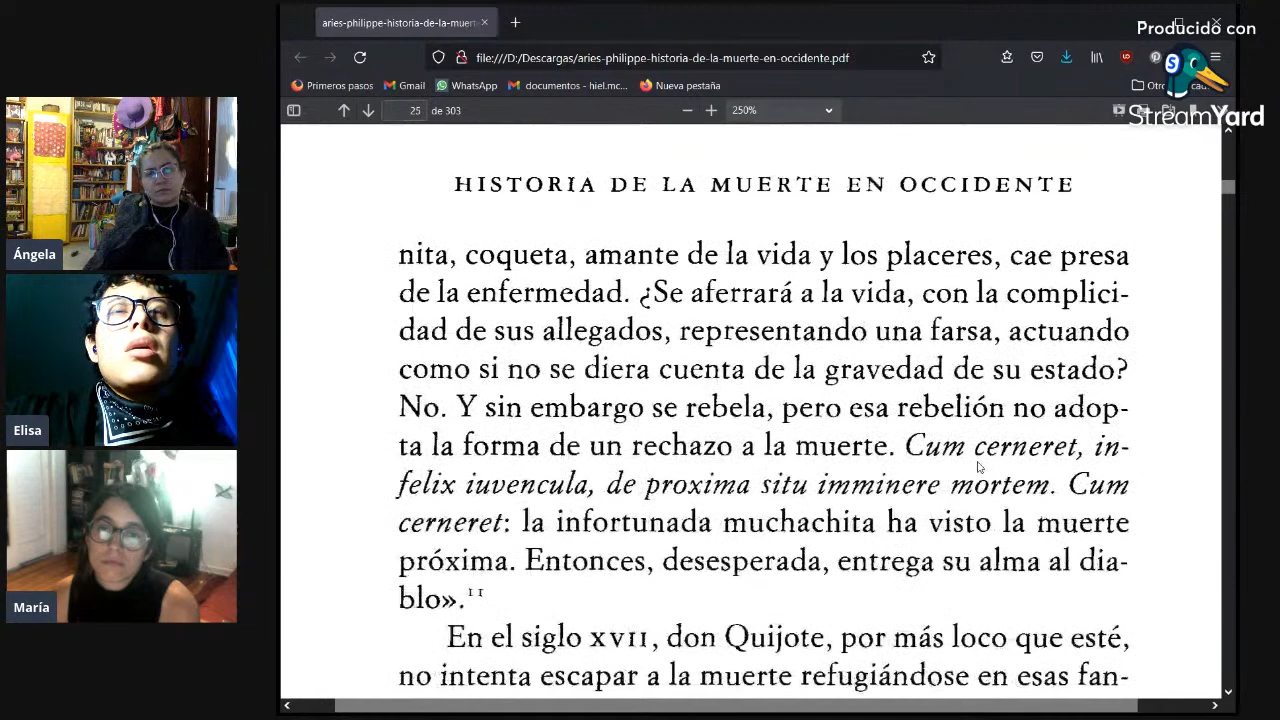 aries-philippe-historia-de-la-muert
Producido con
file:///D:/Descargas/aries-philippe-historia-de-la-muerte-en-occidente.pdf
Primeros pasos
Gmail
WhatsApp
documentos - hiel.mc...
Nueva pestaña
StreamYard
25 de 303
250%
HISTORIA DE LA MUERTE EN OCCIDENTE
nita, coqueta, amante de la vida y los placeres, cae presa
de la enfermedad. ¿Se aferrará a la vida, con la complici-
dad de sus allegados, representando una farsa, actuando
como si no se diera cuenta de la gravedad de su estado?
No. Y sin embargo se rebela, pero esa rebelión no adop-
ta la forma de un rechazo a la muerte. Cum cerneret, in-
felix iuvencula, de proxima situ imminere mortem. Cum
cerneret: la infortunada muchachita ha visto la muerte
próxima. Entonces, desesperada, entrega su alma al dia-
blo».¹¹
En el siglo XVII, don Quijote, por más loco que esté,
no intenta escapar a la muerte refugiándose en esas fan-
Ángela
Elisa
María